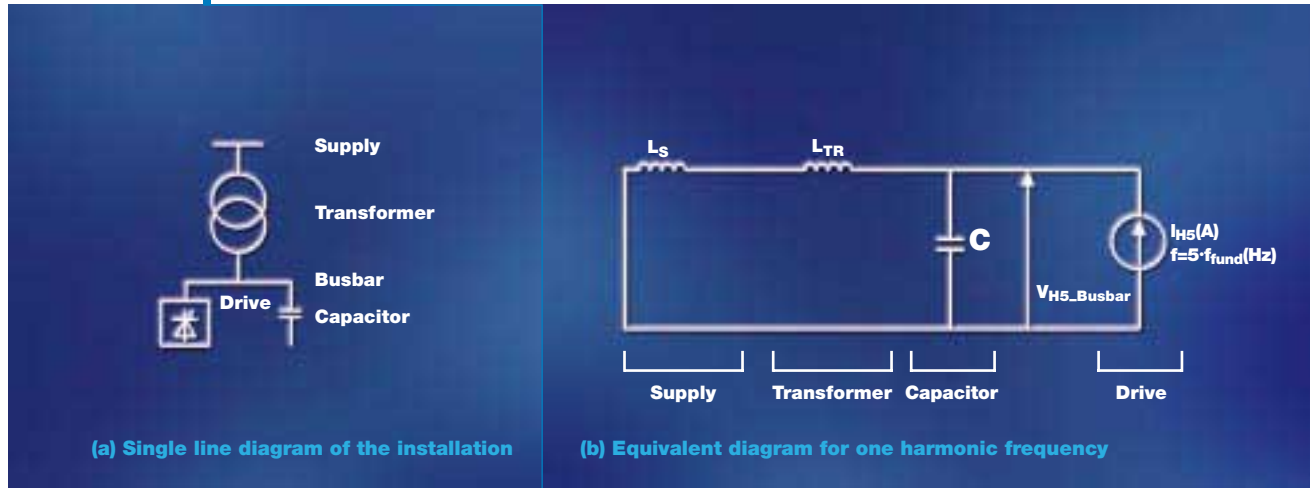 Supply
Transformer
Busbar
Drive
Capacitor
(a) Single line diagram of the installation
LS
LTR
C
VH5_Busbar
IH5(A)
f=5·ffund(Hz)
Supply
Transformer
Capacitor
Drive
(b) Equivalent diagram for one harmonic frequency